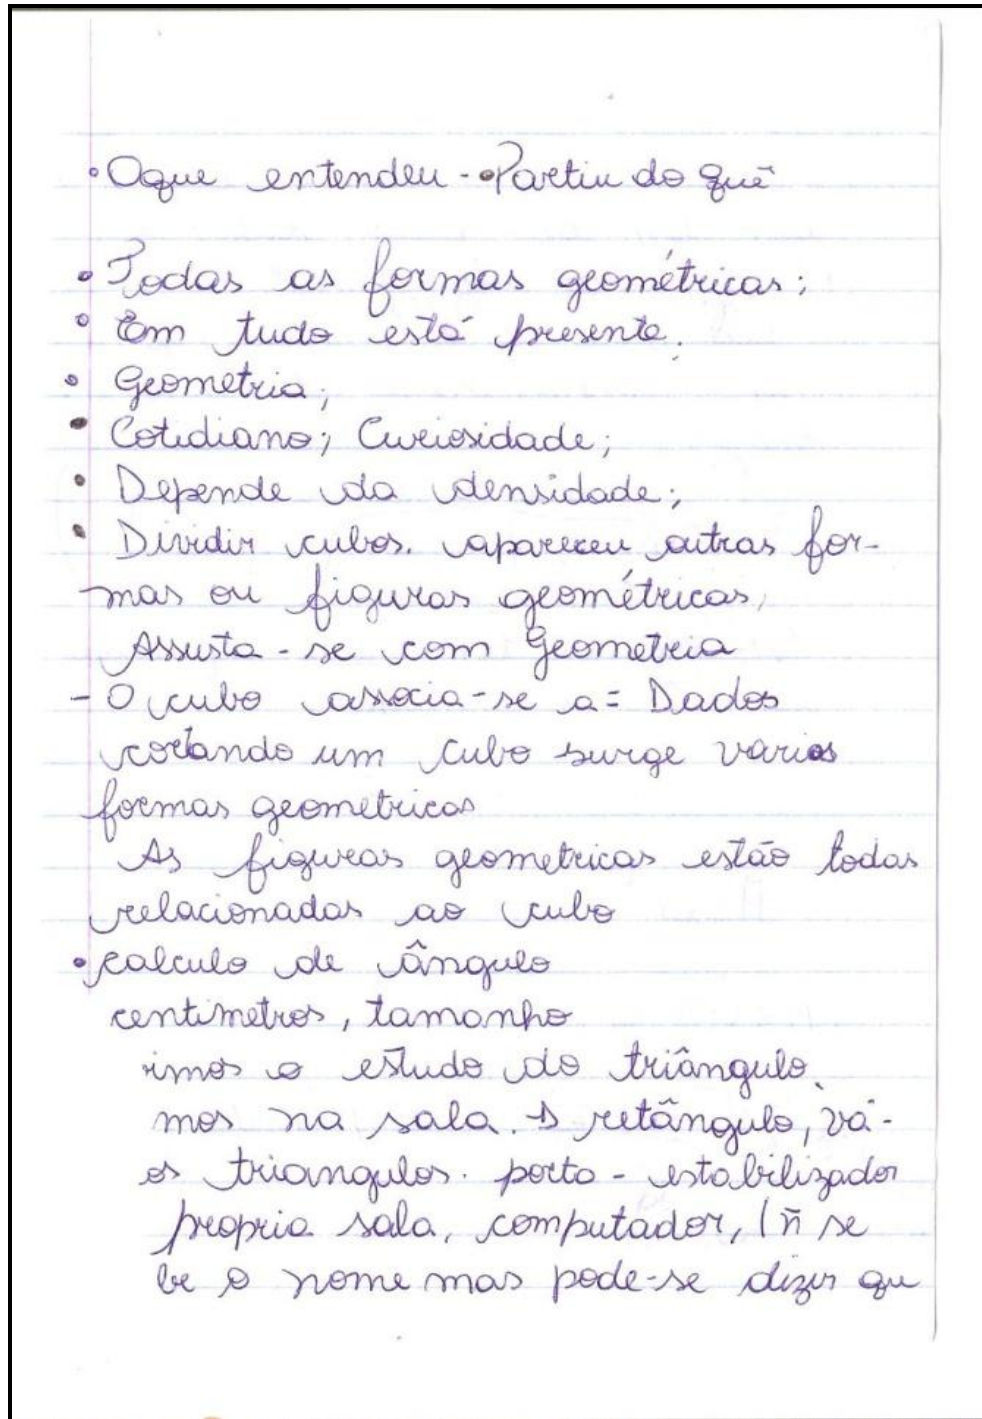 • Oque entendeu - • Partiu do quê
• Todas as formas geométricas;
• Em tudo está presente.
• Geometria;
• Cotidiano; Curiosidade;
• Depende da densidade;
• Dividir cubos. apareceu outras for-
mas ou figuras geométricas,
Assusta-se com Geometria
- O cubo associa-se a = Dados
cortando um cubo surge varias
formas geometricas
As figuras geometricas estão todas
relacionadas ao cubo
• calculo de ângulo
centimetros, tamanho
imos o estudo do triângulo.
mos na sala. retângulo, vá-
os triangulos. porta - estabilizador
propria sala, computador, (ñ se
be o nome mas pode-se dizer qu